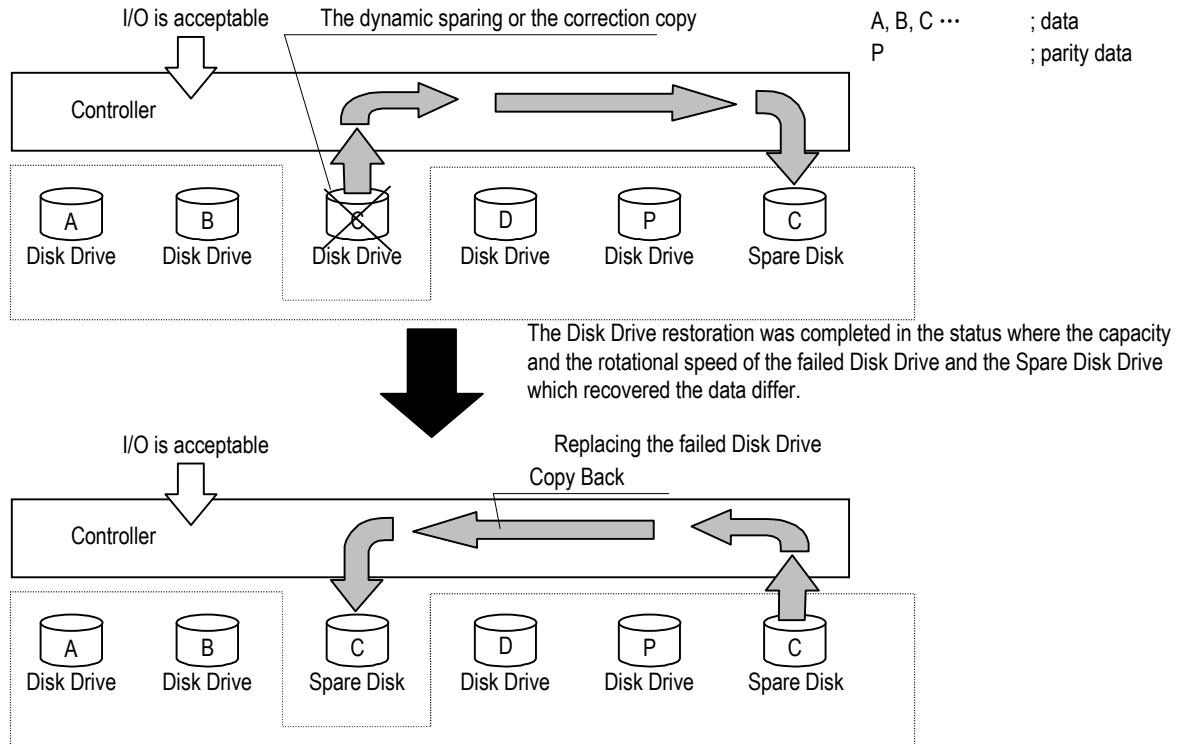 I/O is acceptable
The dynamic sparing or the correction copy
A, B, C ⋯ ; data
P ; parity data
Controller
A
B
C
D
P
C
Disk Drive
Disk Drive
Disk Drive
Disk Drive
Disk Drive
Spare Disk
The Disk Drive restoration was completed in the status where the capacity
and the rotational speed of the failed Disk Drive and the Spare Disk Drive
which recovered the data differ.
I/O is acceptable
Replacing the failed Disk Drive
Copy Back
Controller
A
B
C
D
P
C
Disk Drive
Disk Drive
Spare Disk
Disk Drive
Disk Drive
Spare Disk